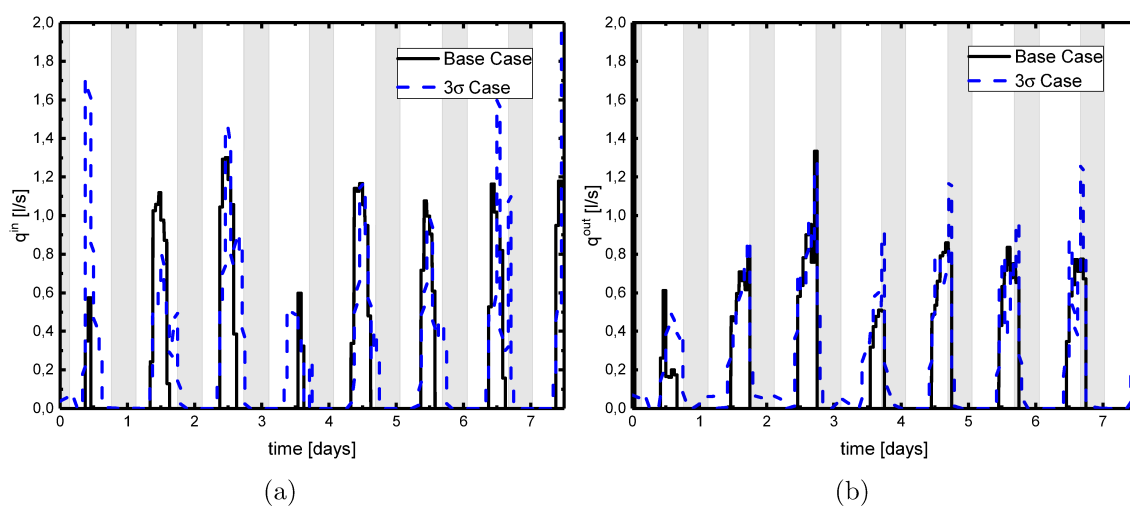 2,0
1,8
1,6
1,4
1,2
1,0
0,8
0,6
0,4
0,2
0,0
q^in [l/s]
Base Case
3σ Case
0 1 2 3 4 5 6 7
time [days]
(a)
2,0
1,8
1,6
1,4
1,2
1,0
0,8
0,6
0,4
0,2
0,0
q^out [l/s]
Base Case
3σ Case
0 1 2 3 4 5 6 7
time [days]
(b)